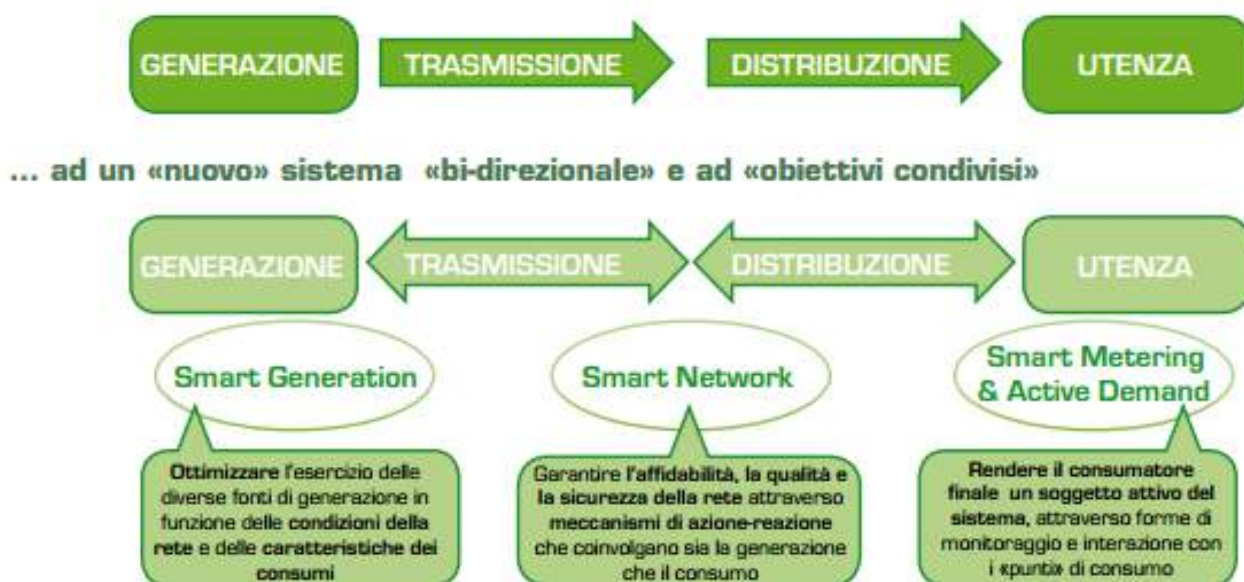 GENERAZIONE TRASMISSIONE DISTRIBUZIONE UTENZA
... ad un «nuovo» sistema «bi-direzionale» e ad «obiettivi condivisi»
GENERAZIONE TRASMISSIONE DISTRIBUZIONE UTENZA
Smart Generation
Smart Network
Smart Metering
& Active Demand
Ottimizzare l'esercizio delle
diverse fonti di generazione in
funzione delle condizioni della
rete e delle caratteristiche dei
consumi
Garantire l'affidabilità, la qualità e
la sicurezza della rete attraverso
meccanismi di azione-reazione
che coinvolgano sia la generazione
che il consumo
Rendere il consumatore
finale un soggetto attivo del
sistema, attraverso forme di
monitoraggio e interazione con
i «punti» di consumo